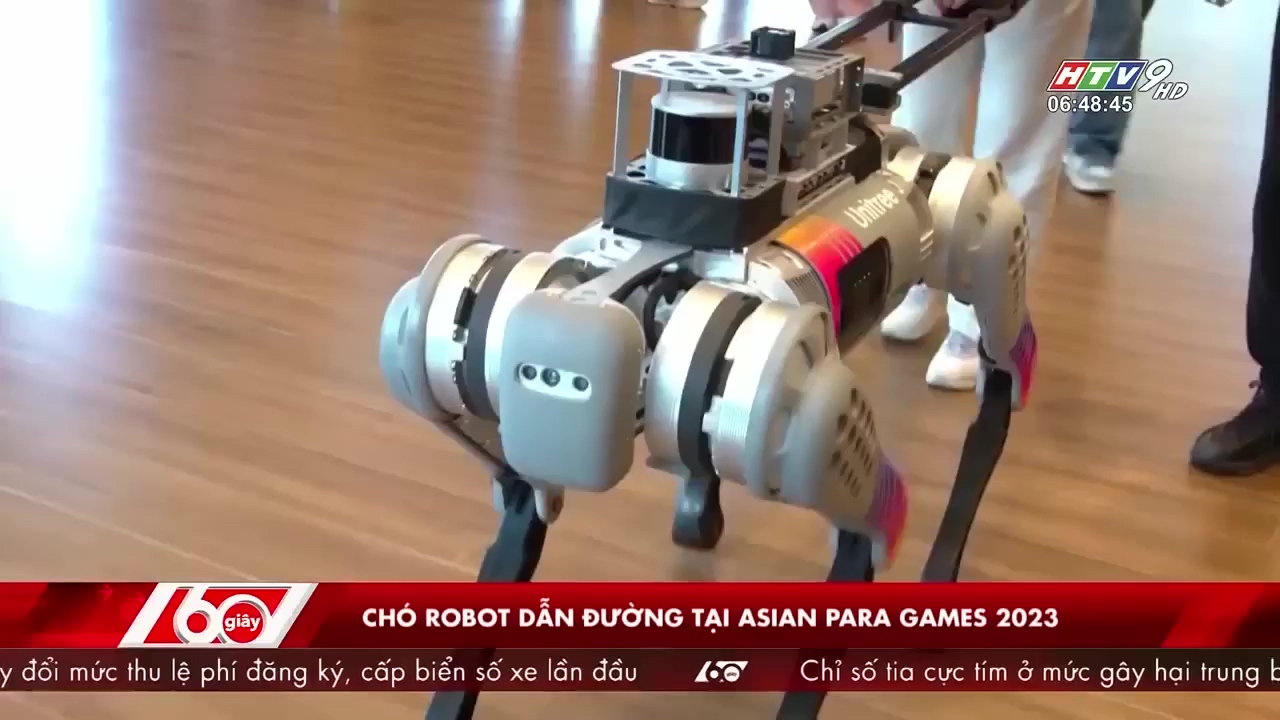 HTV9 HD
06:48:45
Unitree
60 giây
CHÓ ROBOT DẪN ĐƯỜNG TẠI ASIAN PARA GAMES 2023
y đổi mức thu lệ phí đăng ký, cấp biển số xe lần đầu
60 giây
Chỉ số tia cực tím ở mức gây hại trung b